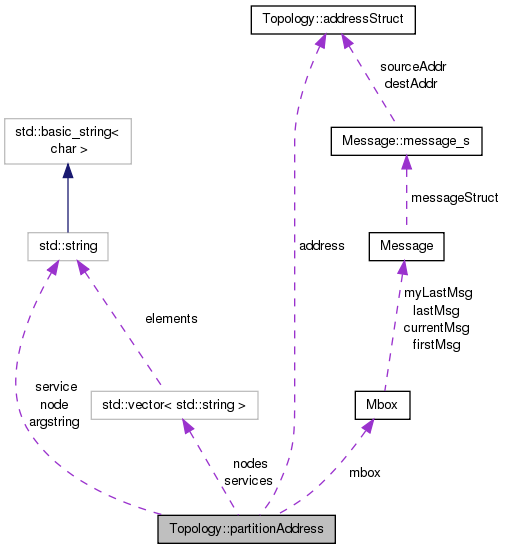 Topology::addressStruct
sourceAddr
destAddr
std::basic_string<
char >
Message::message_s
messageStruct
std::string
address
Message
elements
myLastMsg
lastMsg
currentMsg
firstMsg
service
node
argstring
std::vector< std::string >
Mbox
nodes
services
mbox
Topology::partitionAddress